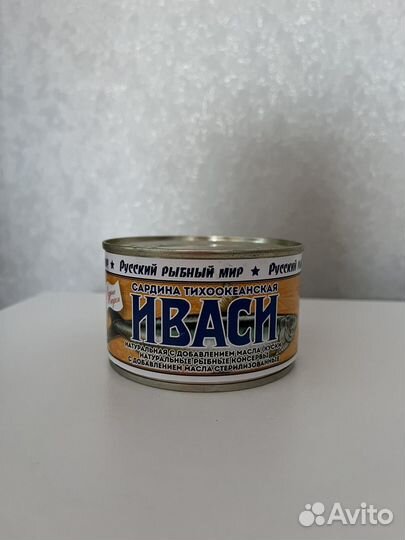 ★ РУССКИЙ РЫБНЫЙ МИР ★ РУССКИЙ
САРДИНА ТИХООКЕАНСКАЯ
ИВАСИ
НАТУРАЛЬНАЯ С ДОБАВЛЕНИЕМ МАСЛА (КУСКИ)
НАТУРАЛЬНЫЕ РЫБНЫЕ КОНСЕРВЫ
С ДОБАВЛЕНИЕМ МАСЛА СТЕРИЛИЗОВАННЫЕ
Avito